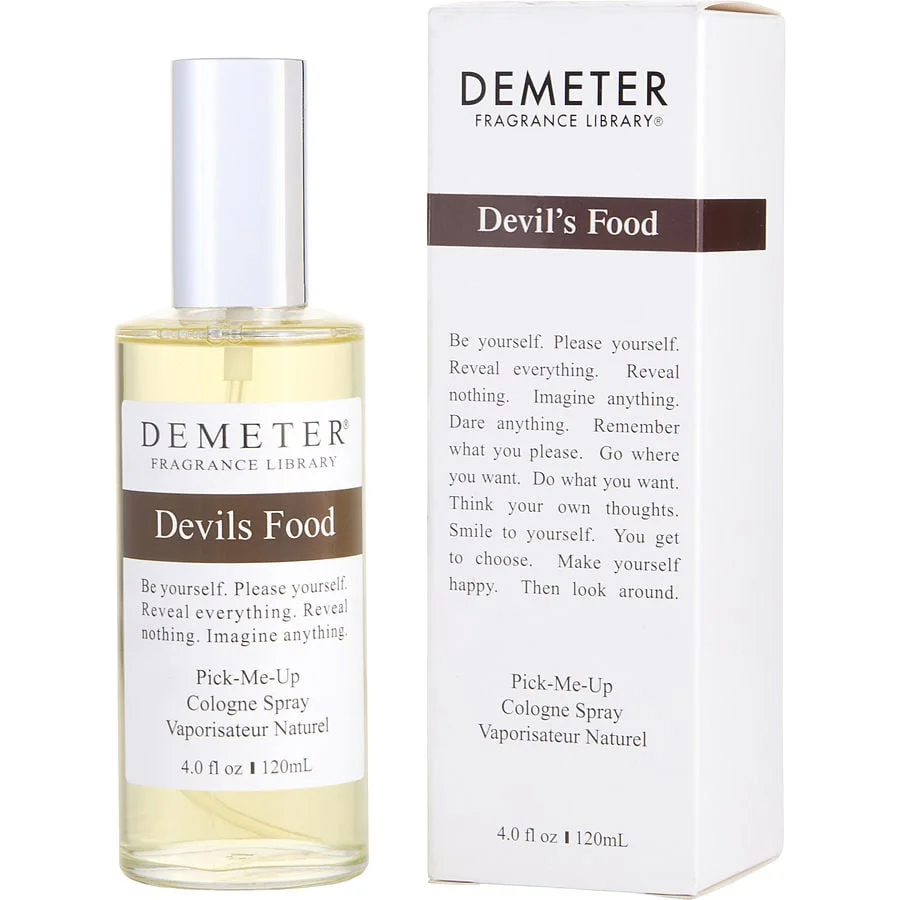 DEMETER®
FRAGRANCE LIBRARY
Devils Food
Be yourself. Please yourself.
Reveal everything. Reveal
nothing. Imagine anything.
Pick-Me-Up
Cologne Spray
Vaporisateur Naturel
4.0 fl oz ❙ 120mL
DEMETER
FRAGRANCE LIBRARY®
Devil's Food
Be yourself. Please yourself.
Reveal everything. Reveal
nothing. Imagine anything.
Dare anything. Remember
what you please. Go where
you want. Do what you want.
Think your own thoughts.
Smile to yourself. You get
to choose. Make yourself
happy. Then look around.
Pick-Me-Up
Cologne Spray
Vaporisateur Naturel
4.0 fl oz ❙ 120mL